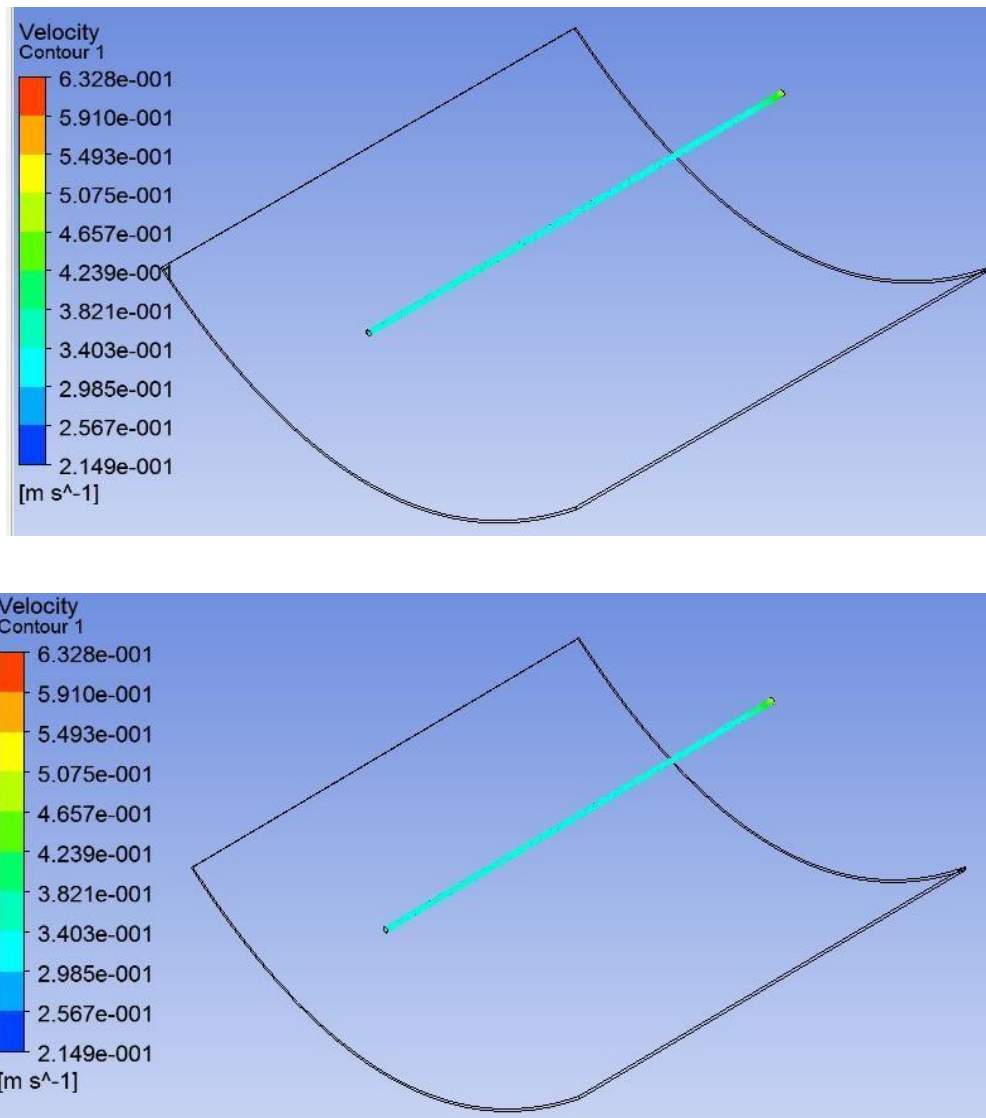 Velocity
Contour 1
6.328e-001
5.910e-001
5.493e-001
5.075e-001
4.657e-001
4.239e-001
3.821e-001
3.403e-001
2.985e-001
2.567e-001
2.149e-001
[m s^-1]
Velocity
Contour 1
6.328e-001
5.910e-001
5.493e-001
5.075e-001
4.657e-001
4.239e-001
3.821e-001
3.403e-001
2.985e-001
2.567e-001
2.149e-001
[m s^-1]